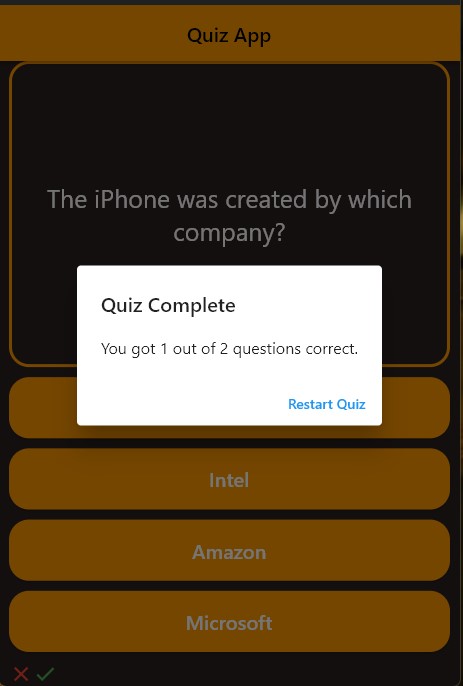 Quiz App
The iPhone was created by which
company?
Quiz Complete
You got 1 out of 2 questions correct.
Restart Quiz
Intel
Amazon
Microsoft